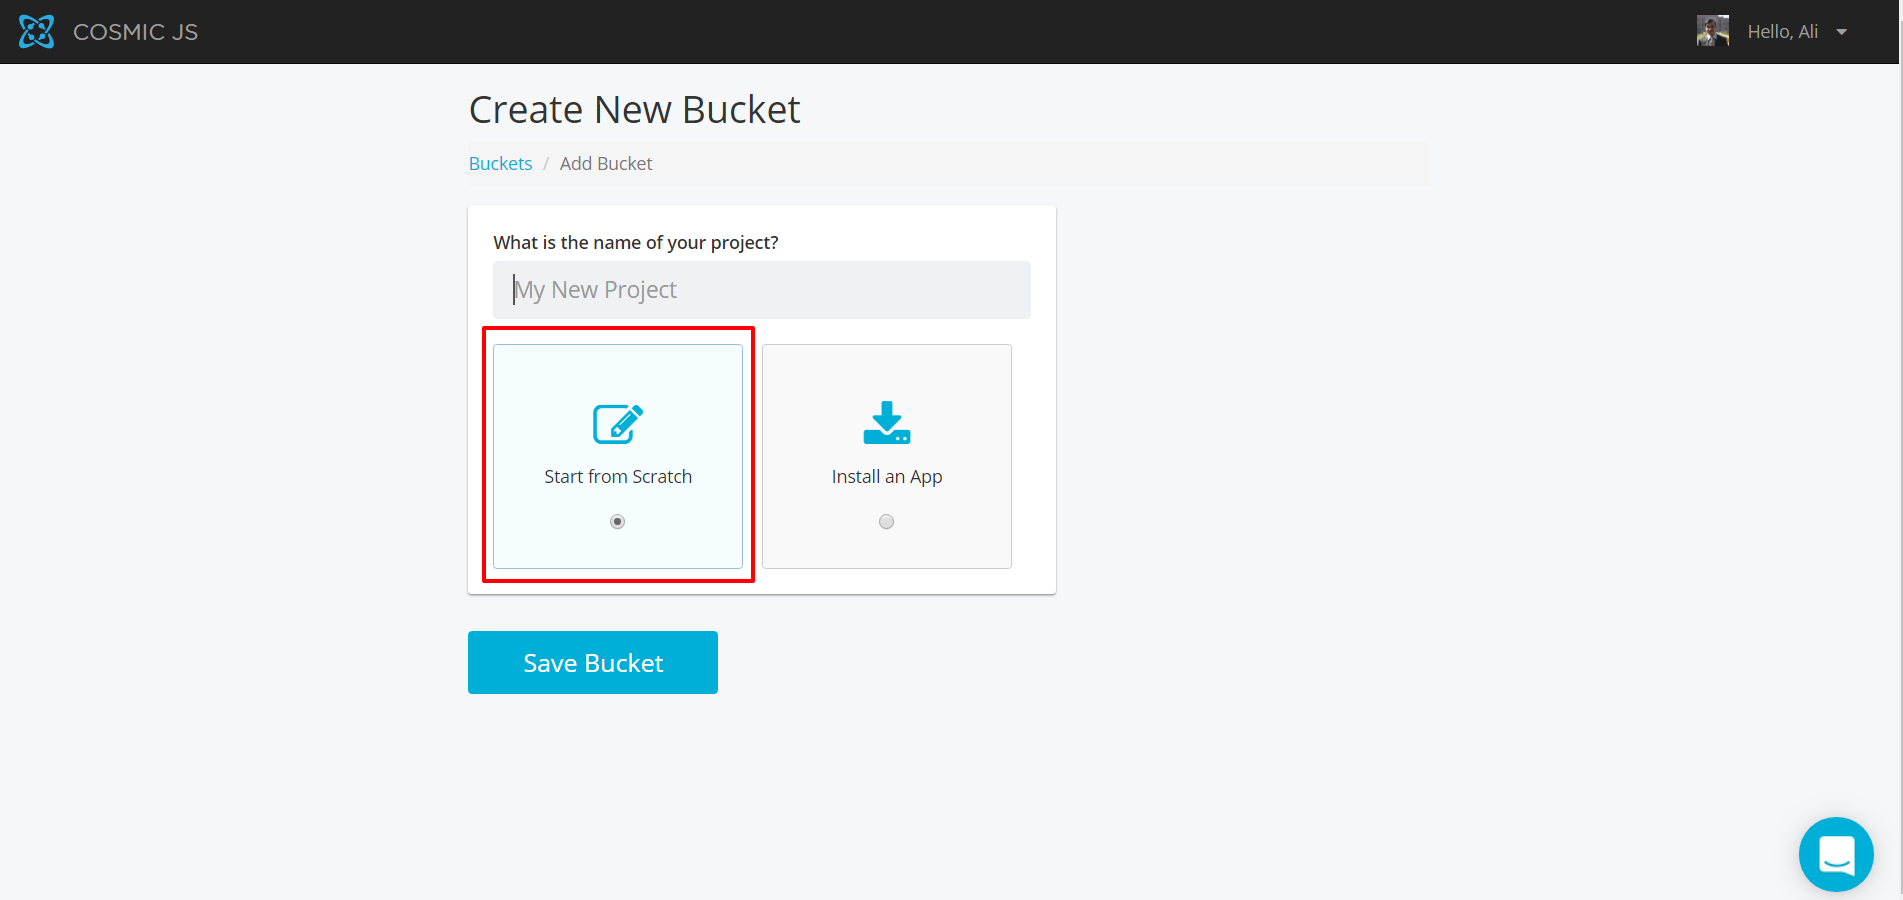 COSMIC JS
Hello, Ali
Create New Bucket
Buckets / Add Bucket
What is the name of your project?
My New Project
Start from Scratch
Install an App
Save Bucket